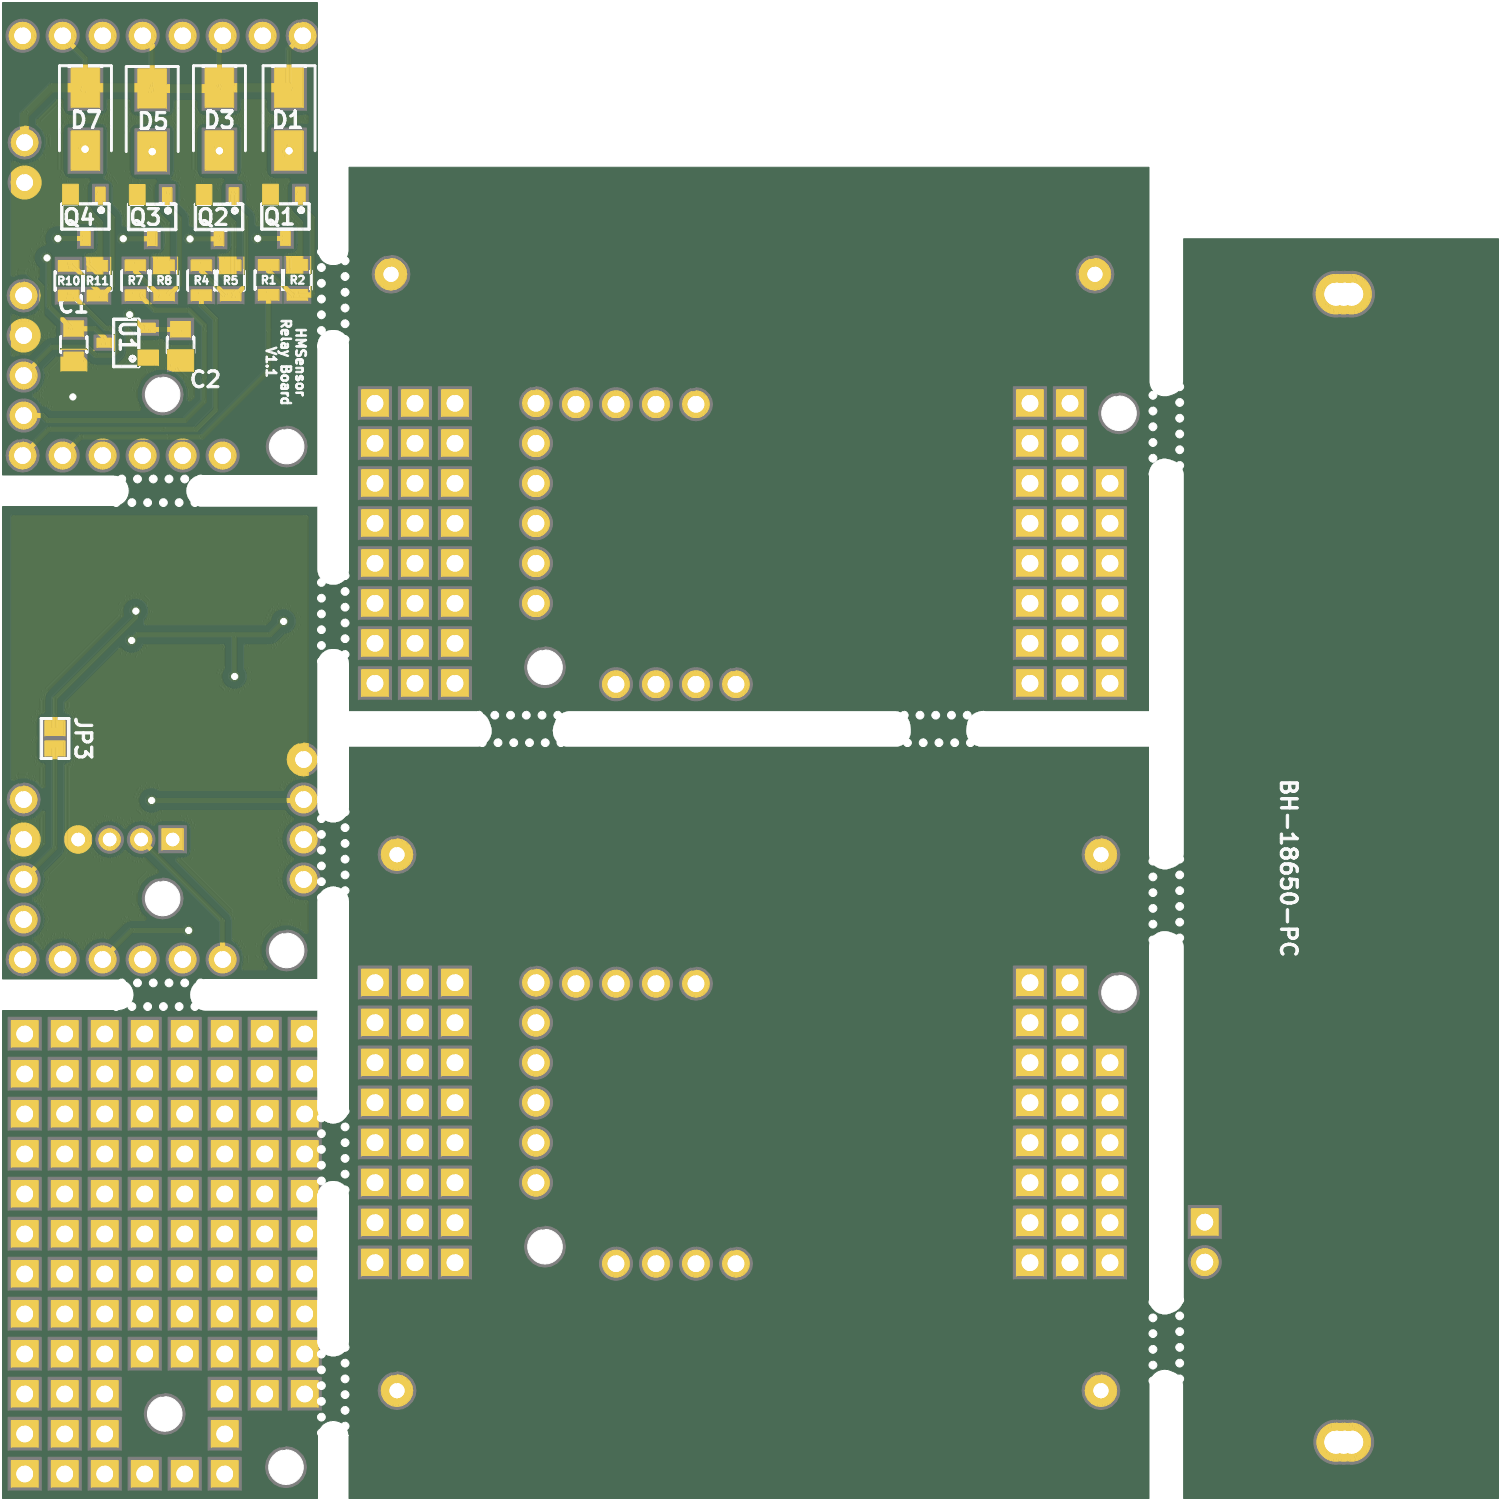 D7 D5 D3 D1
Q4 Q3 Q2 Q1
R10 R11 R7 R8 R4 R5 R1 R2
C1
U1
C2
HMSensor
Relay Board
V1.1
JP3
BH-18650-PC